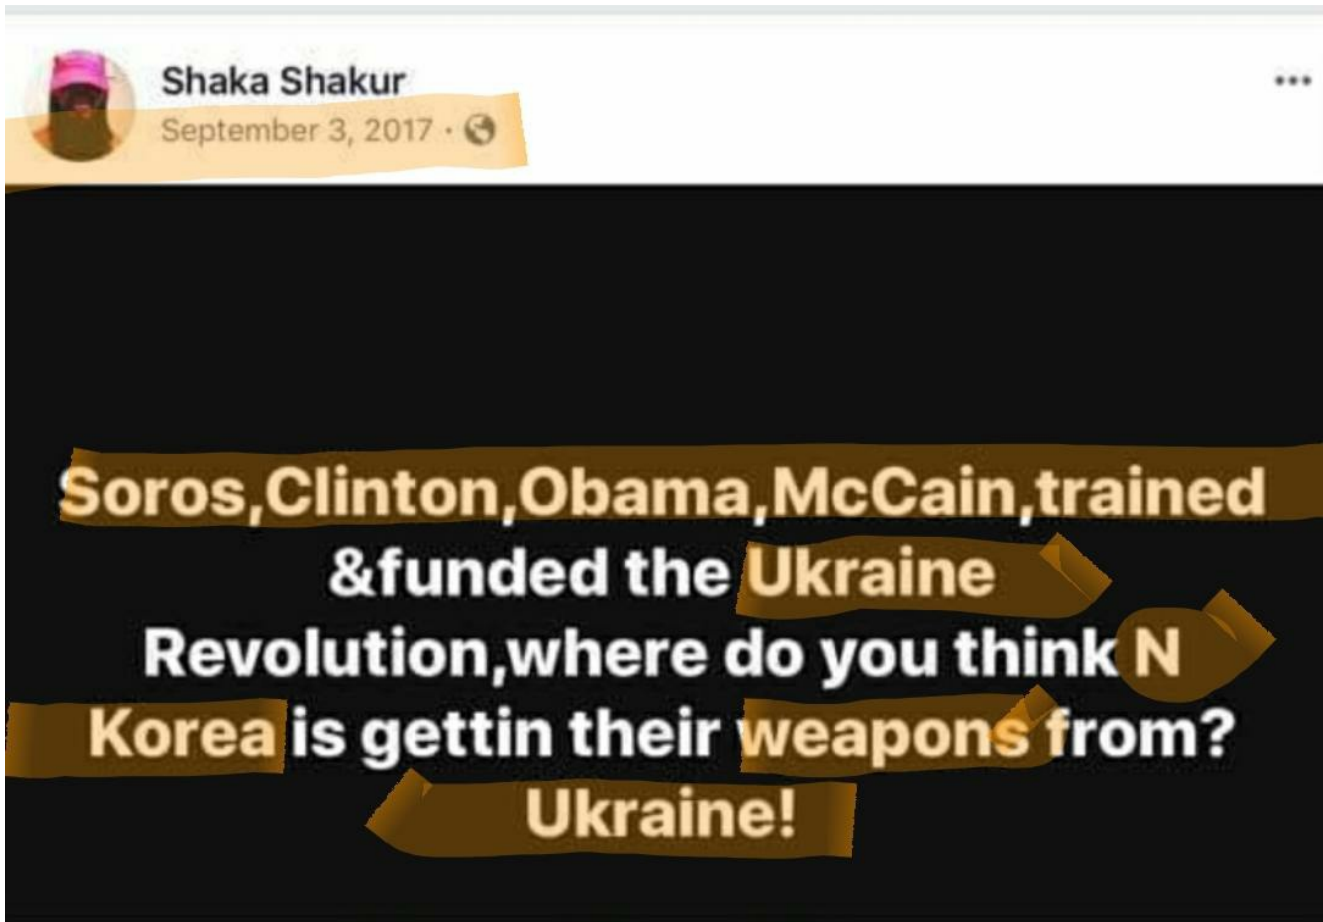 Shaka Shakur
September 3, 2017 ·
Soros,Clinton,Obama,McCain,trained
&funded the Ukraine
Revolution,where do you think N
Korea is gettin their weapons from?
Ukraine!